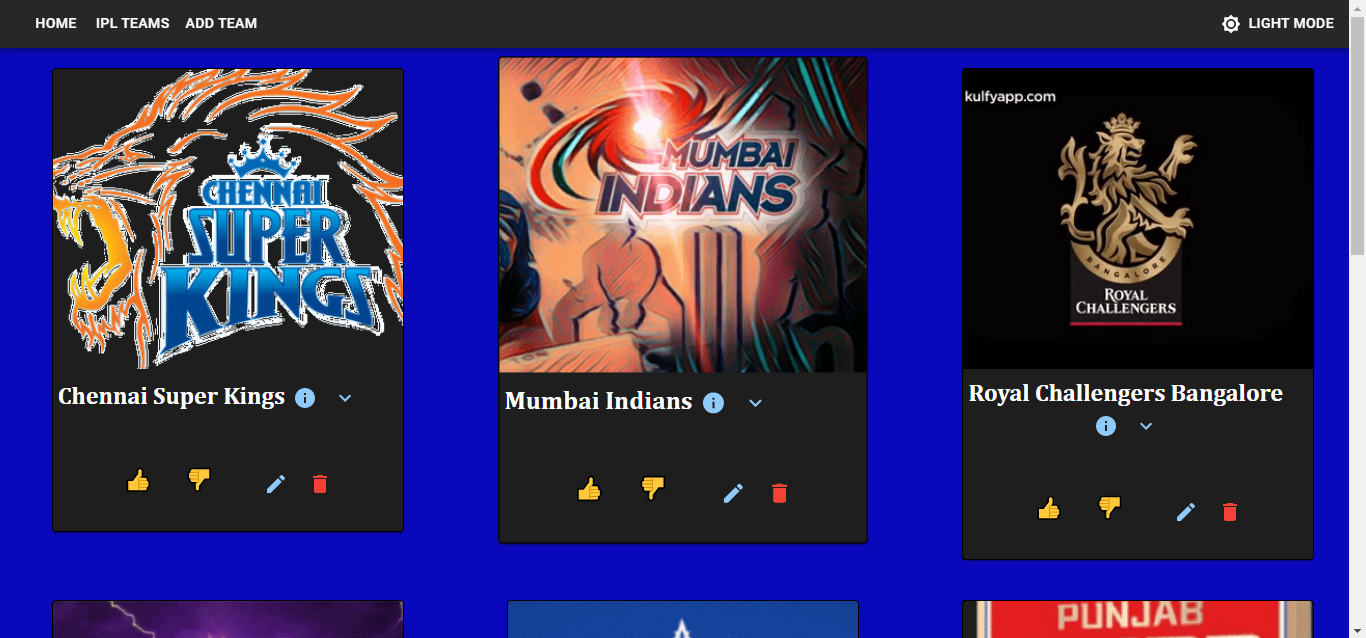 HOME IPL TEAMS ADD TEAM LIGHT MODE
CHENNAI
SUPER
KINGS
Chennai Super Kings
MUMBAI
INDIANS
Mumbai Indians
kulfyapp.com
BANGALORE
ROYAL
CHALLENGERS
Royal Challengers Bangalore
PUNJAB